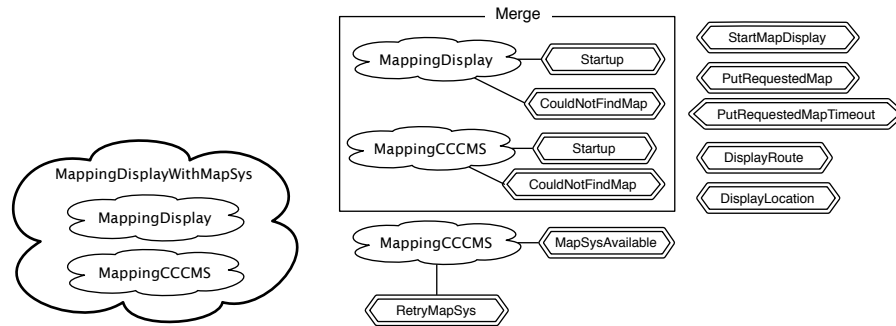 Merge
MappingDisplay
Startup
CouldNotFindMap
MappingCCCMS
Startup
CouldNotFindMap
StartMapDisplay
PutRequestedMap
PutRequestedMapTimeout
DisplayRoute
DisplayLocation
MappingDisplayWithMapSys
MappingDisplay
MappingCCCMS
MappingCCCMS
MapSysAvailable
RetryMapSys